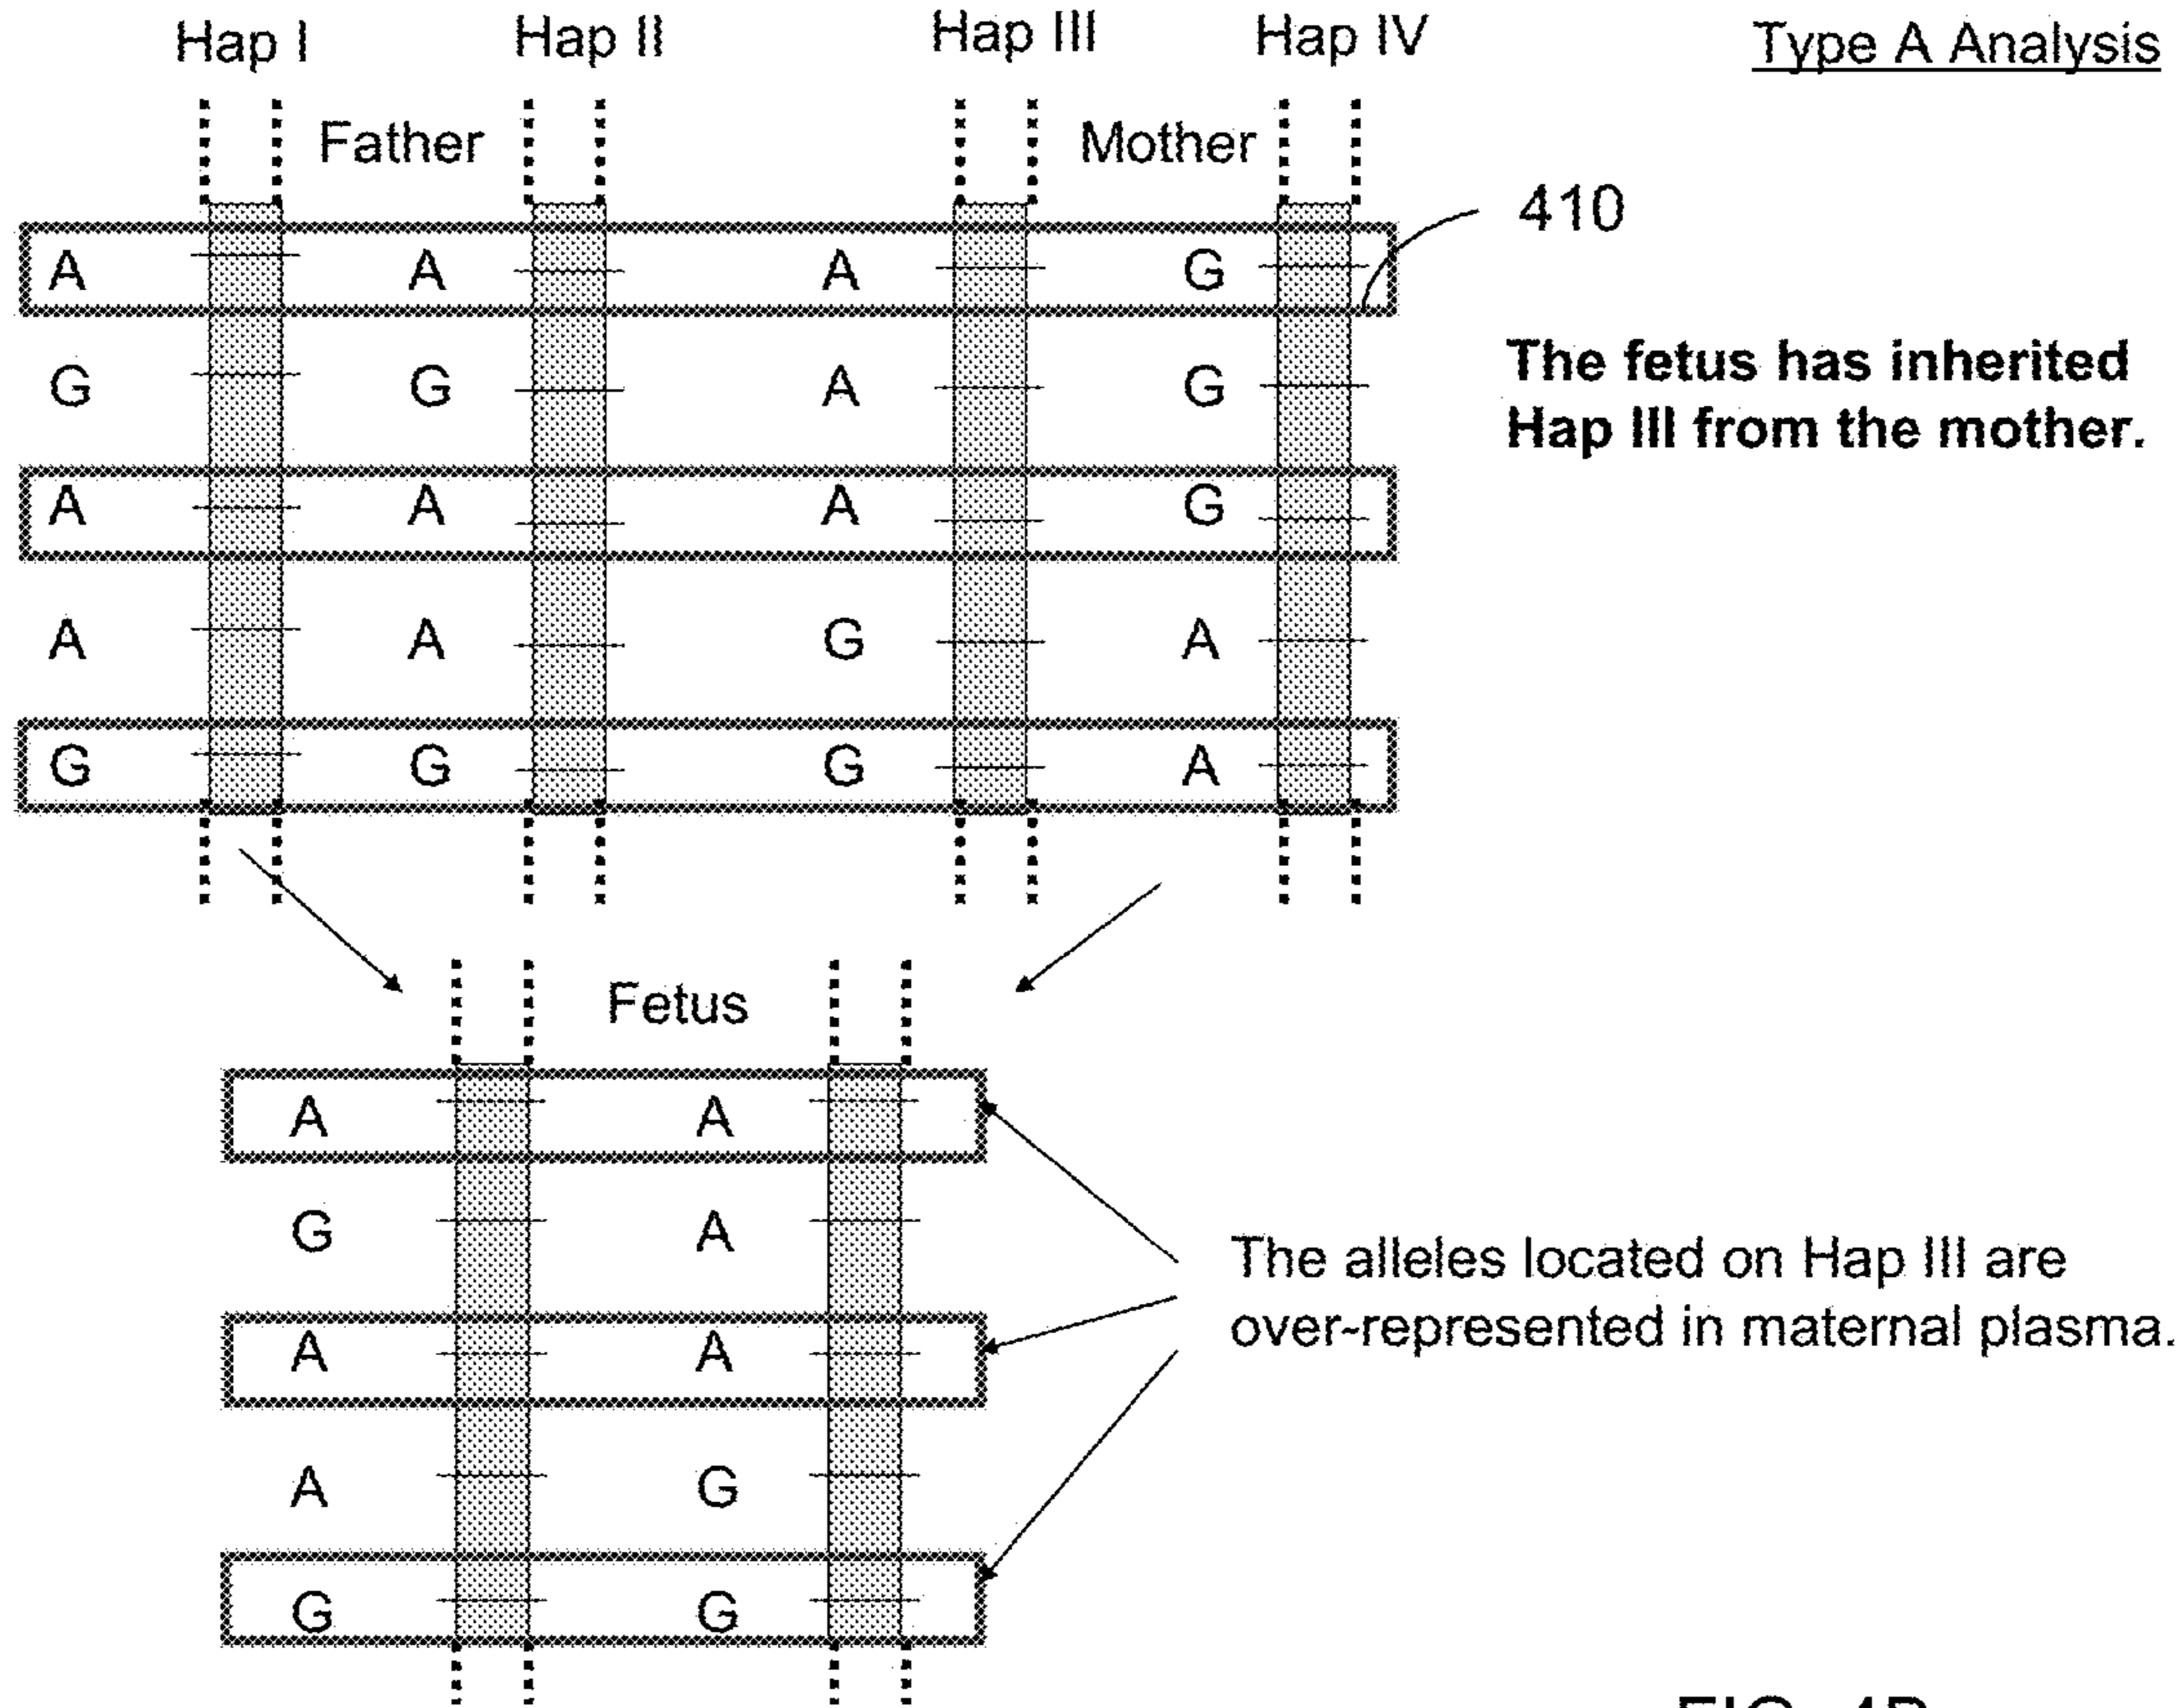 Hap I Hap II Hap III Hap IV Type A Analysis
Father Mother
410
A A A G
G G A G
The fetus has inherited
Hap III from the mother.
A A A G
A A G A
G G G A
Fetus
A A
G A
The alleles located on Hap III are
over-represented in maternal plasma.
A A
A G
G G